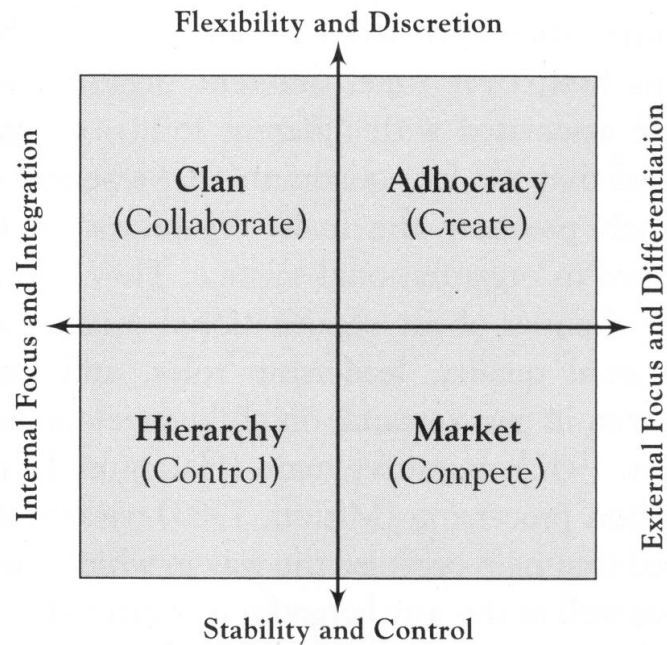 Flexibility and Discretion
Internal Focus and Integration
Clan
(Collaborate)
Adhocracy
(Create)
External Focus and Differentiation
Hierarchy
(Control)
Market
(Compete)
Stability and Control